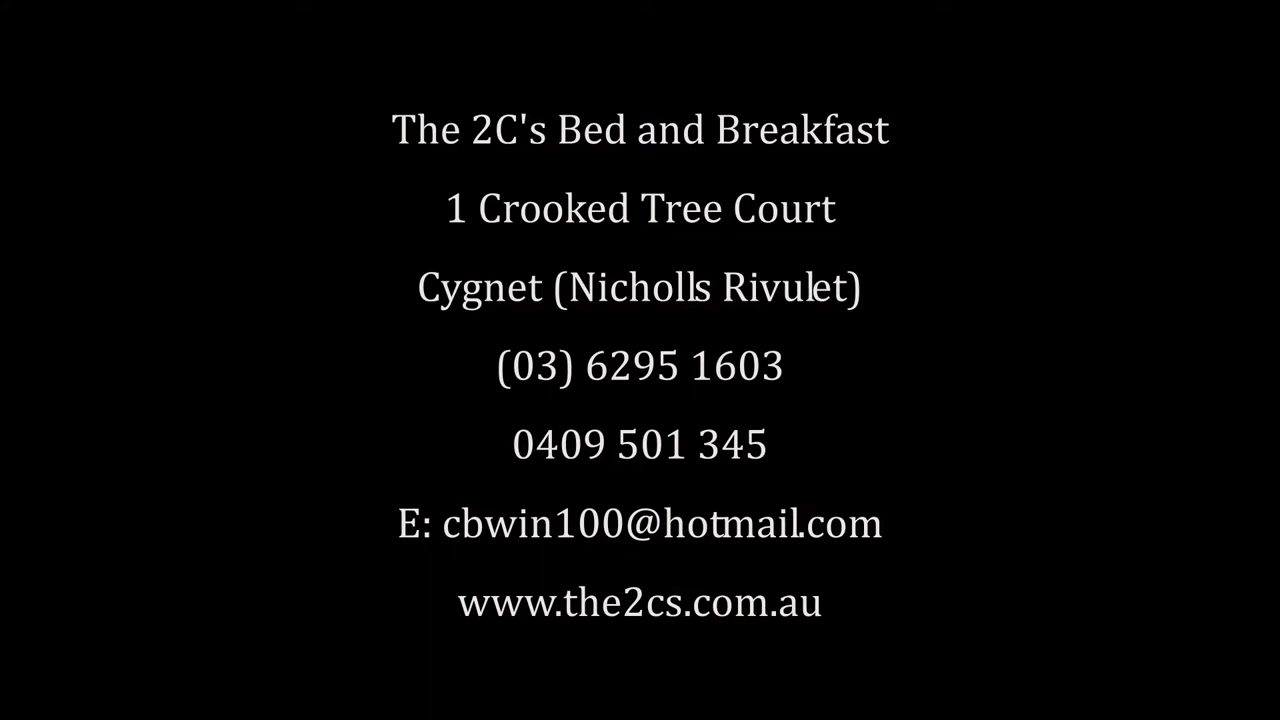 The 2C's Bed and Breakfast
1 Crooked Tree Court
Cygnet (Nicholls Rivulet)
(03) 6295 1603
0409 501 345
E: cbwin100@hotmail.com
www.the2cs.com.au